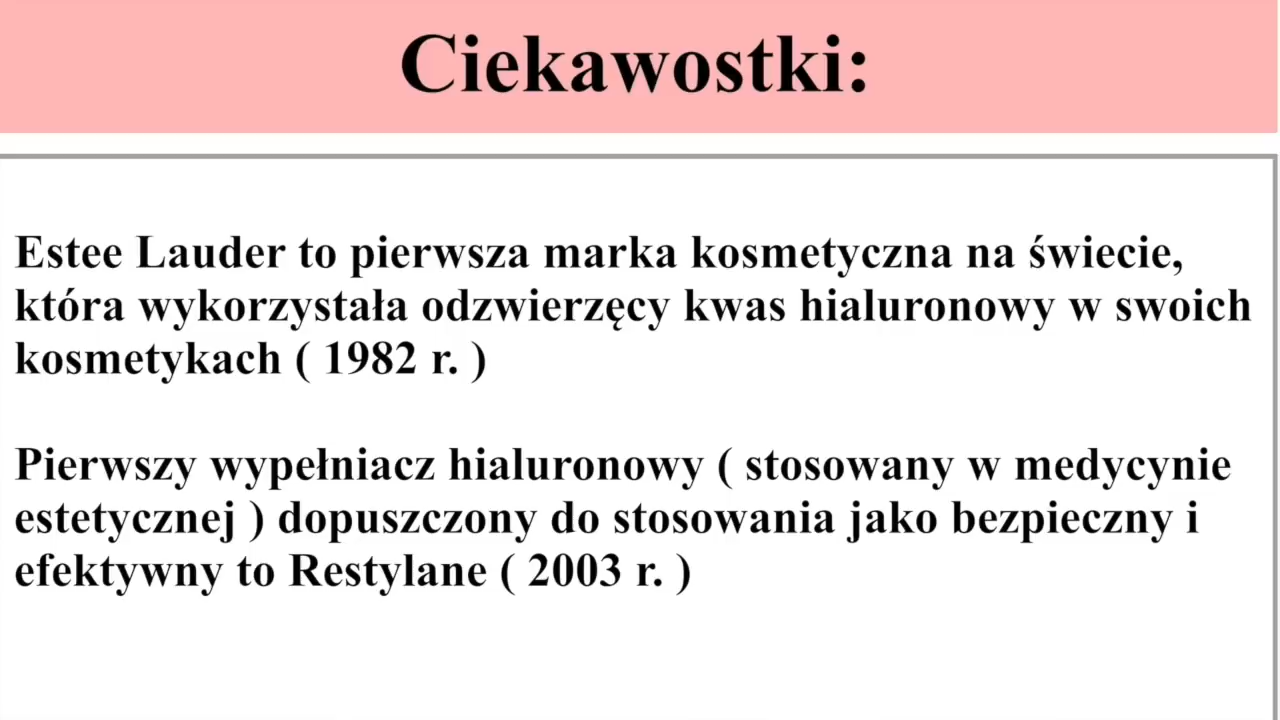 Ciekawostki:
Estee Lauder to pierwsza marka kosmetyczna na świecie,
która wykorzystała odzwierzęcy kwas hialuronowy w swoich
kosmetykach ( 1982 r. )
Pierwszy wypełniacz hialuronowy ( stosowany w medycynie
estetycznej ) dopuszczony do stosowania jako bezpieczny i
efektywny to Restylane ( 2003 r. )